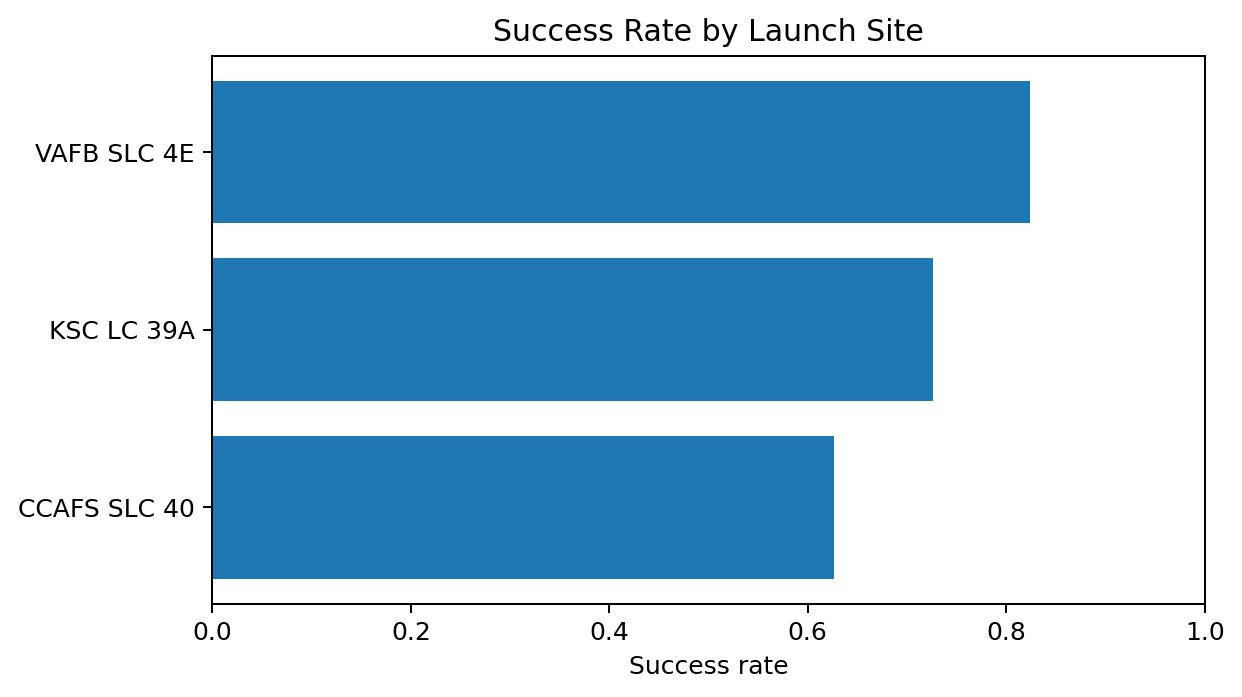 Success Rate by Launch Site
VAFB SLC 4E
KSC LC 39A
CCAFS SLC 40
0.0 0.2 0.4 0.6 0.8 1.0
Success rate